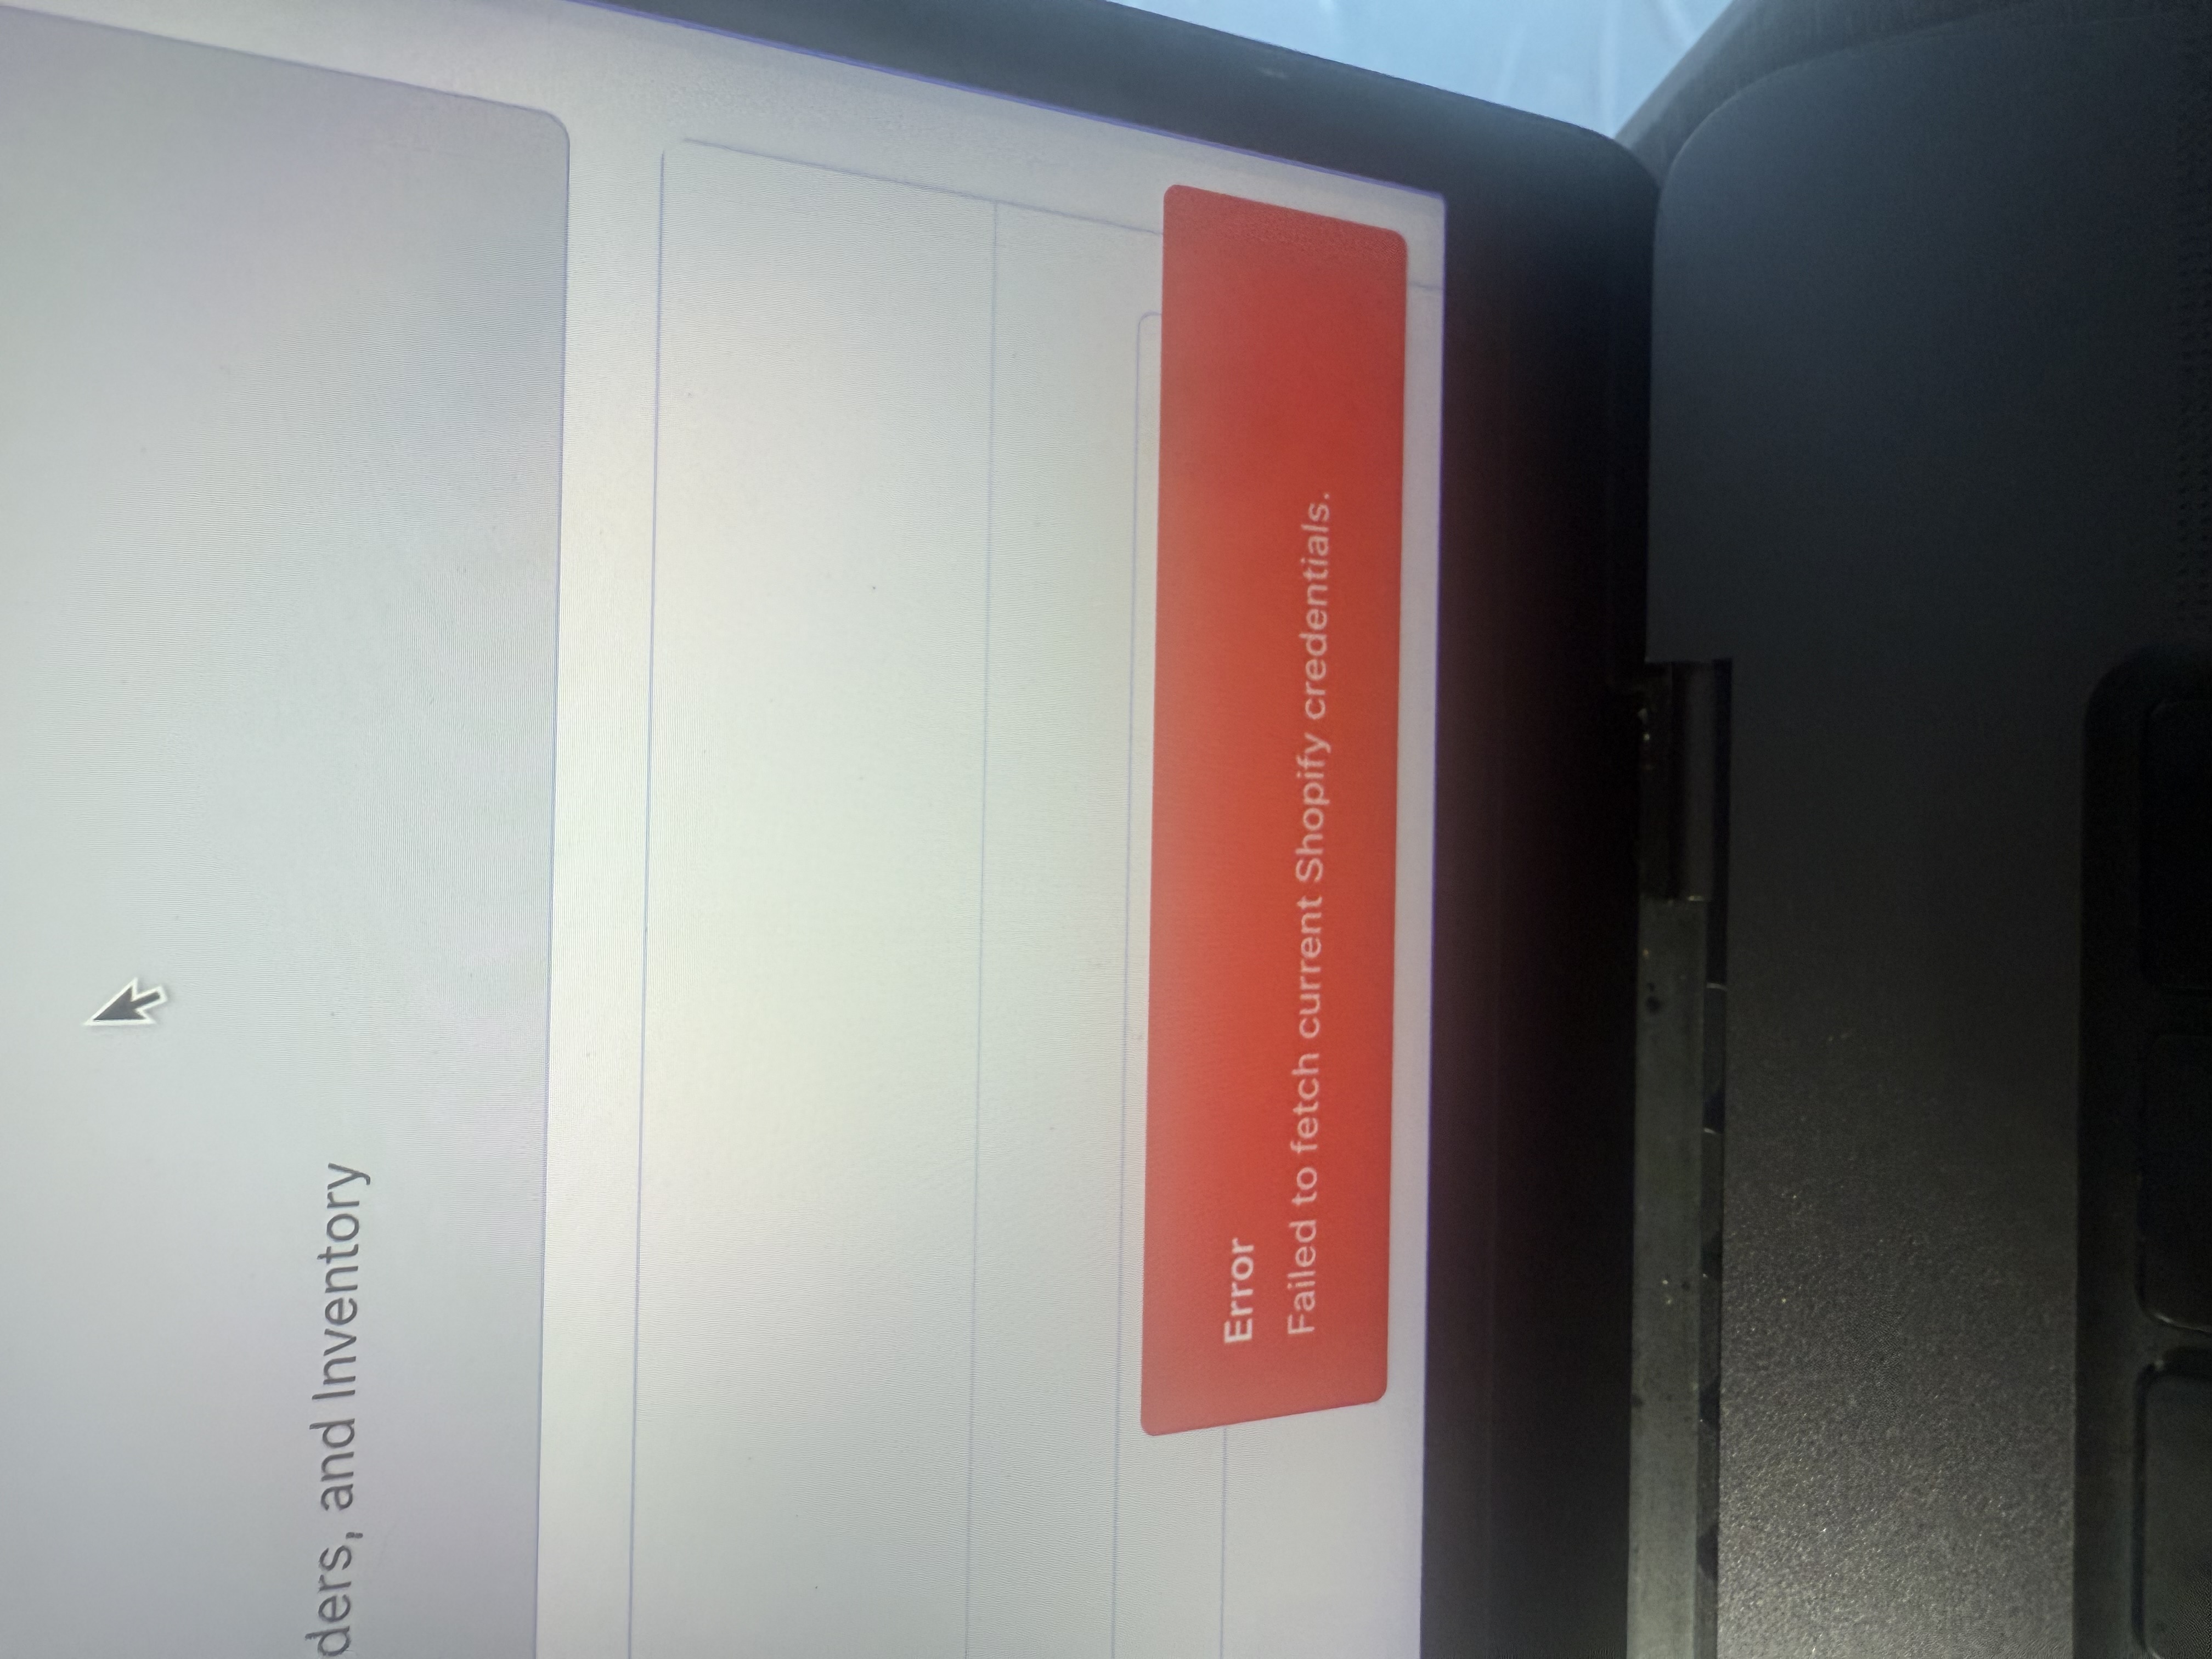 ders, and Inventory
Error
Failed to fetch current Shopify credentials.